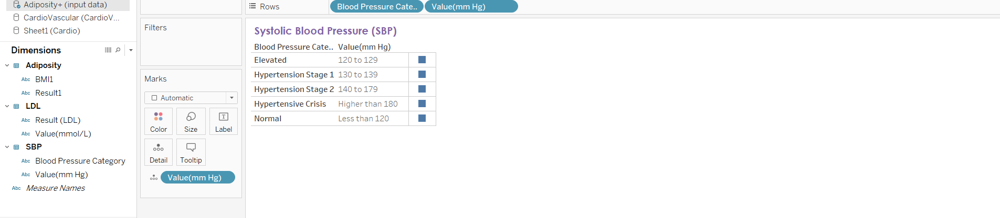 Adiposity+ (input data)
CardioVascular (CardioV...
Sheet1 (Cardio)
Dimensions
Adiposity
Abc BMI1
Abc Result1
LDL
Abc Result (LDL)
Abc Value(mmol/L)
SBP
Abc Blood Pressure Category
Abc Value(mm Hg)
Abc Measure Names
Filters
Marks
Automatic
Color Size T Label
Detail Tooltip
Value(mm Hg)
Rows Blood Pressure Cate.. Value(mm Hg)
Systolic Blood Pressure (SBP)
Blood Pressure Cate.. Value(mm Hg)
Elevated 120 to 129
Hypertension Stage 1 130 to 139
Hypertension Stage 2 140 to 179
Hypertensive Crisis Higher than 180
Normal Less than 120